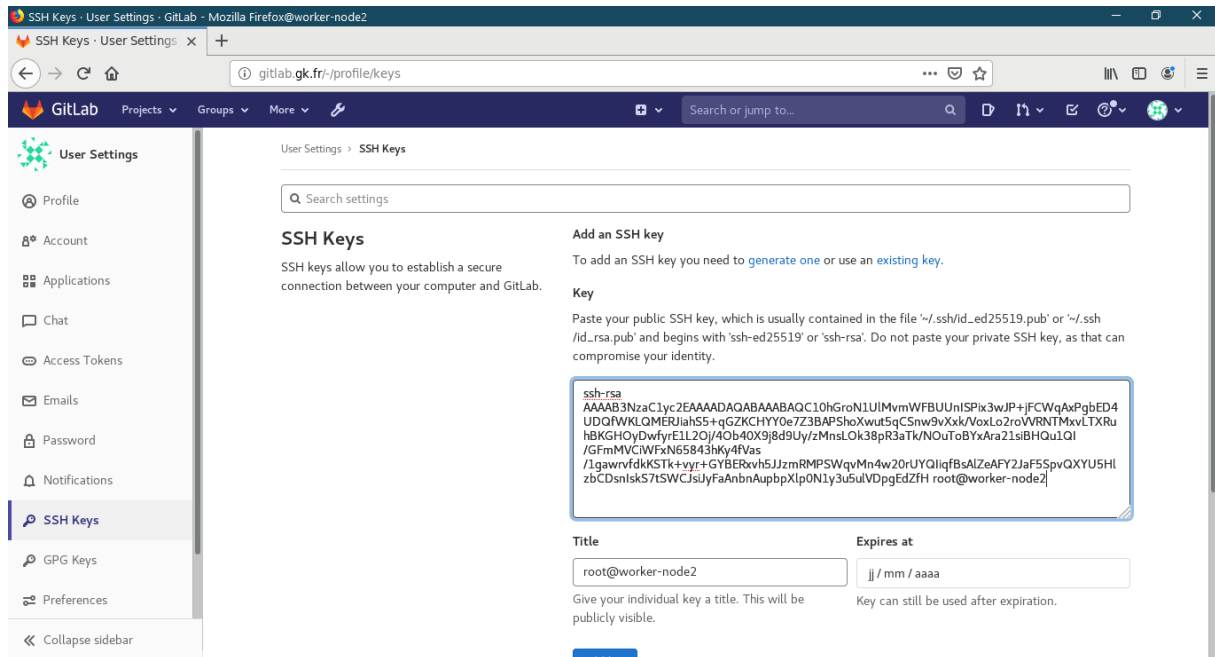 SSH Keys · User Settings · GitLab - Mozilla Firefox@worker-node2
SSH Keys · User Settings
gitlab.gk.fr/-/profile/keys
GitLab Projects Groups More Search or jump to...
User Settings
Profile
Account
Applications
Chat
Access Tokens
Emails
Password
Notifications
SSH Keys
GPG Keys
Preferences
Collapse sidebar
User Settings > SSH Keys
Search settings
SSH Keys
SSH keys allow you to establish a secure
connection between your computer and GitLab.
Add an SSH key
To add an SSH key you need to generate one or use an existing key.
Key
Paste your public SSH key, which is usually contained in the file '~/.ssh/id_ed25519.pub' or '~/.ssh
/id_rsa.pub' and begins with 'ssh-ed25519' or 'ssh-rsa'. Do not paste your private SSH key, as that can
compromise your identity.
ssh-rsa
AAAAB3NzaC1yc2EAAAADAQABAAABAQC10hGroN1UlMvmWFBUUnISPix3wJP+jFCWqAxPgbED4
UDQfWKLQMERJiahS5+qGZKCHYY0e7Z3BAPShoXwut5qCSnw9vXxk/VoxLo2roVVRNTMxvLTXRu
hBKGHOyDwfyrE1L2Oj/4Ob40X9j8d9Uy/zMnsLOk38pR3aTk/NOuToBYxAra21siBHQu1QI
/GFmMVCiWFxN65843hKy4fVas
/1gawrvfdkKSTk+vyr+GYBERxvh5JJzmRMPSWqvMn4w20rUYQIiqfBsAlZeAFY2JaF5SpvQXYU5Hl
zbCDsnIskS7tSWCJsiJyFaAnbnAupbpXlp0N1y3u5ulVDpgEdZfH root@worker-node2
Title
root@worker-node2
Give your individual key a title. This will be
publicly visible.
Expires at
jj / mm / aaaa
Key can still be used after expiration.